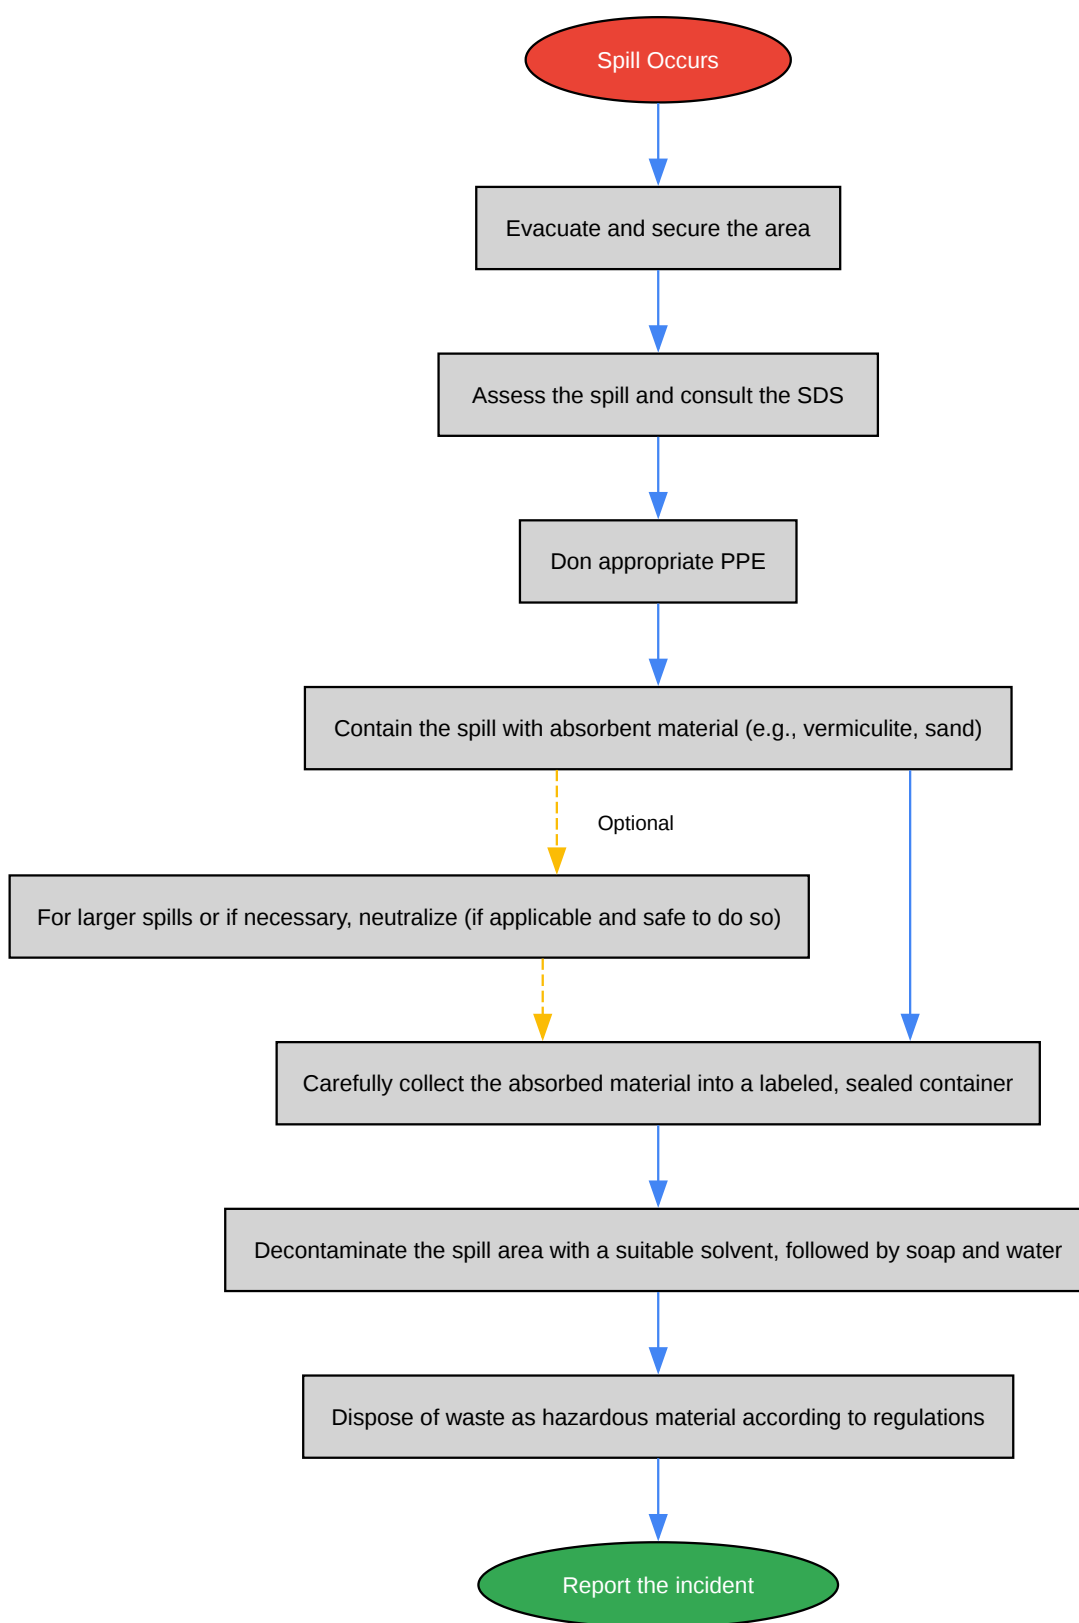 Spill Occurs
Evacuate and secure the area
Assess the spill and consult the SDS
Don appropriate PPE
Contain the spill with absorbent material (e.g., vermiculite, sand)
Optional
For larger spills or if necessary, neutralize (if applicable and safe to do so)
Carefully collect the absorbed material into a labeled, sealed container
Decontaminate the spill area with a suitable solvent, followed by soap and water
Dispose of waste as hazardous material according to regulations
Report the incident